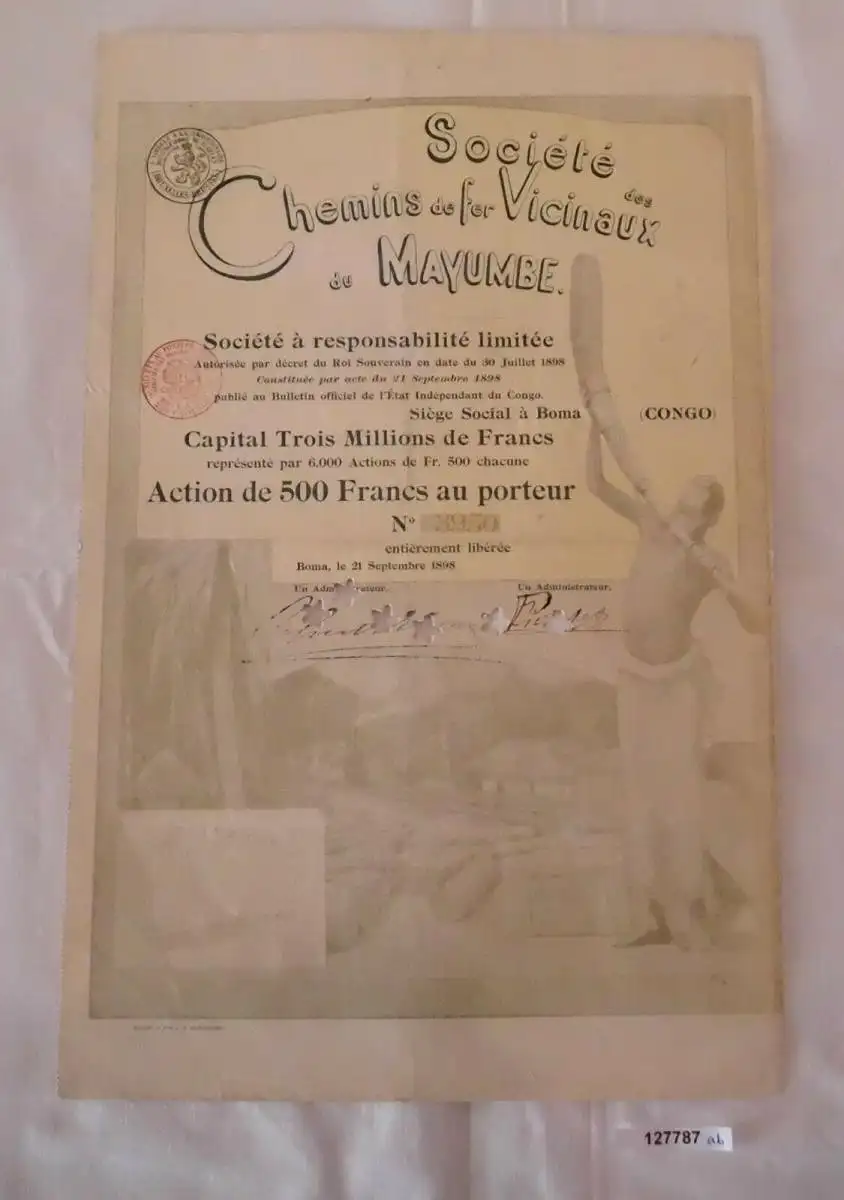 Société
des
Chemins de fer Vicinaux
du MAYUMBE.
Société à responsabilité limitée
Autorisée par décret du Roi Souverain en date du 30 Juillet 1898
Constituée par acte du 21 Septembre 1898
publié au Bulletin officiel de l'État Indépendant du Congo.
Siège Social à Boma (CONGO)
Capital Trois Millions de Francs
représenté par 6.000 Actions de Fr. 500 chacune
Action de 500 Francs au porteur
N°
entièrement libérée
Boma, le 21 Septembre 1898
Un Administrateur. Un Administrateur.
127787 ab